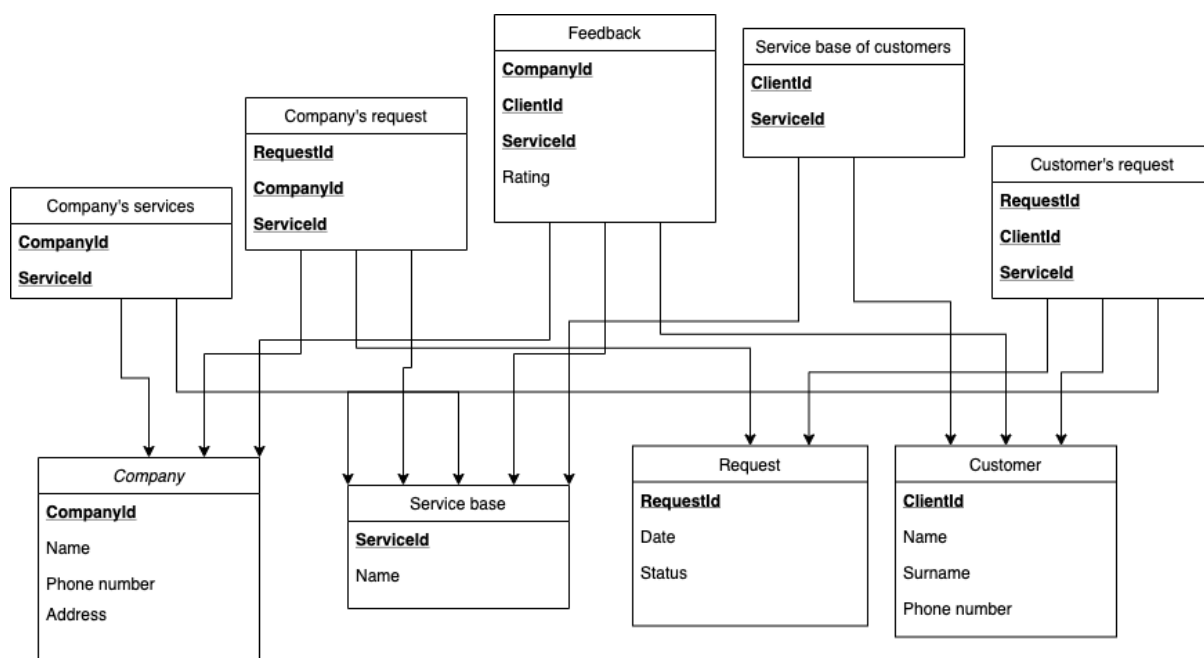 Feedback
CompanyId
ClientId
ServiceId
Rating
Service base of customers
ClientId
ServiceId
Company's request
RequestId
CompanyId
ServiceId
Customer's request
RequestId
ClientId
ServiceId
Company's services
CompanyId
ServiceId
Company
CompanyId
Name
Phone number
Address
Service base
ServiceId
Name
Request
RequestId
Date
Status
Customer
ClientId
Name
Surname
Phone number